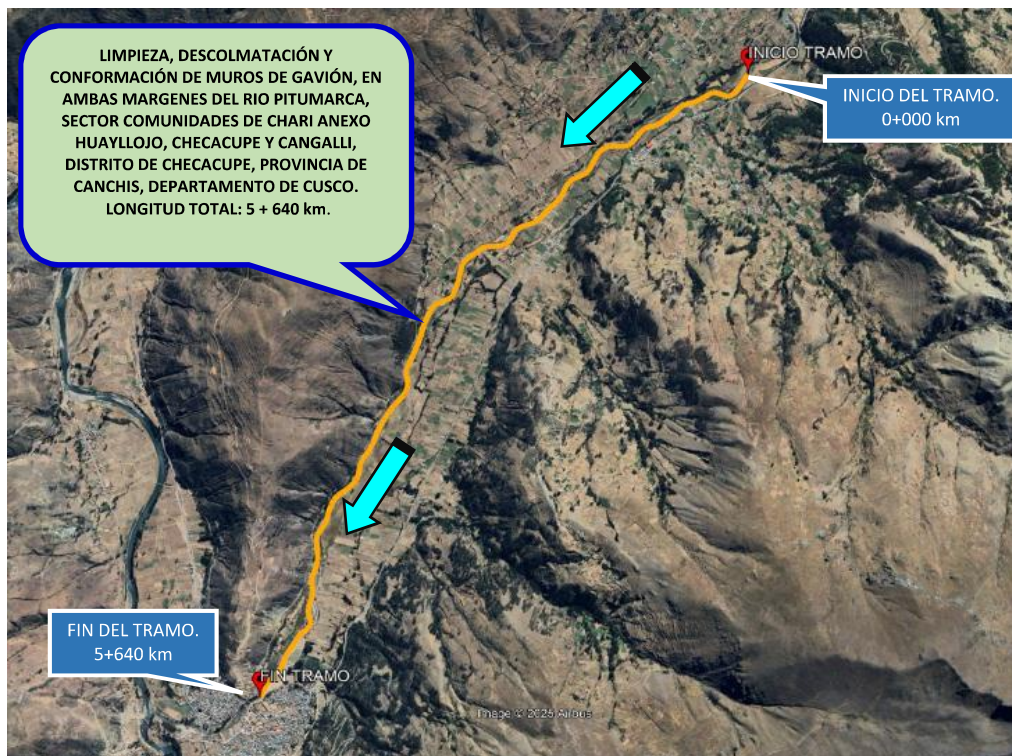 LIMPIEZA, DESCOLMATACIÓN Y
CONFORMACIÓN DE MUROS DE GAVIÓN, EN
AMBAS MARGENES DEL RIO PITUMARCA,
SECTOR COMUNIDADES DE CHARI ANEXO
HUAYLLOJO, CHECACUPE Y CANGALLI,
DISTRITO DE CHECACUPE, PROVINCIA DE
CANCHIS, DEPARTAMENTO DE CUSCO.
LONGITUD TOTAL: 5 + 640 km.
INICIO TRAMO
INICIO DEL TRAMO.
0+000 km
FIN DEL TRAMO.
5+640 km
FIN TRAMO
Image © 2025 Airbus